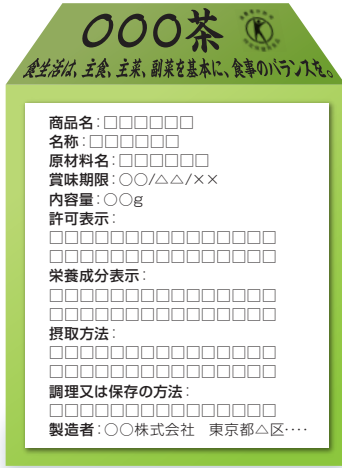 〇〇〇茶
食生活は、主食、主菜、副菜を基本に、食事のバランスを。
商品名：□□□□□□
名称：□□□□□□
原材料名：□□□□□□
賞味期限：〇〇/△△/××
内容量：〇〇g
許可表示：
□□□□□□□□□□□□□□□
□□□□□□□□□□□□□□□
栄養成分表示：
□□□□□□□□□□□□□□□
□□□□□□□□□□□□□□□
摂取方法：
□□□□□□□□□□□□□□□
□□□□□□□□□□□□□□□
調理又は保存の方法：
□□□□□□□□□□□□□□□
製造者：〇〇株式会社　東京都△区‥‥